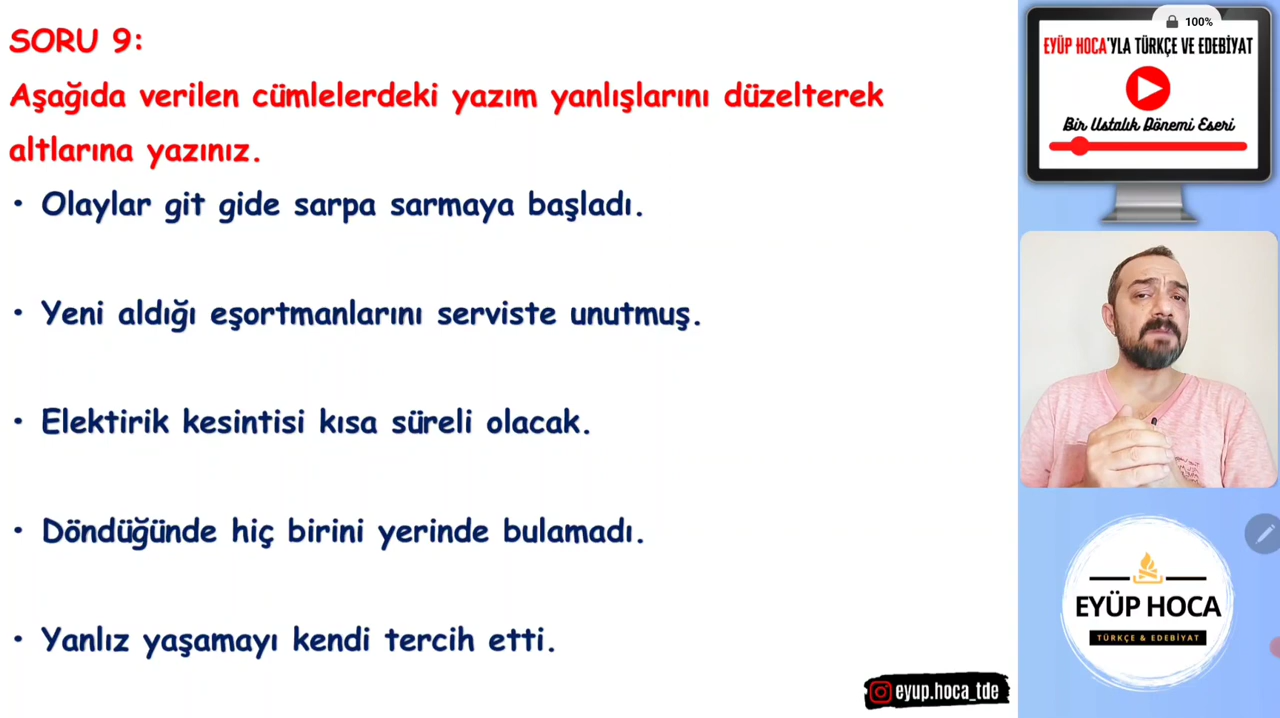 SORU 9:
Aşağıda verilen cümlelerdeki yazım yanlışlarını düzelterek
altlarına yazınız.
• Olaylar git gide sarpa sarmaya başladı.
• Yeni aldığı eşortmanlarını serviste unutmuş.
• Elektirik kesintisi kısa süreli olacak.
• Döndüğünde hiç birini yerinde bulamadı.
• Yanlız yaşamayı kendi tercih etti.
eyup.hoca_tde
100%
EYÜP HOCA'YLA TÜRKÇE VE EDEBİYAT
Bir Ustalık Dönemi Eseri
EYÜP HOCA
TÜRKÇE & EDEBİYAT